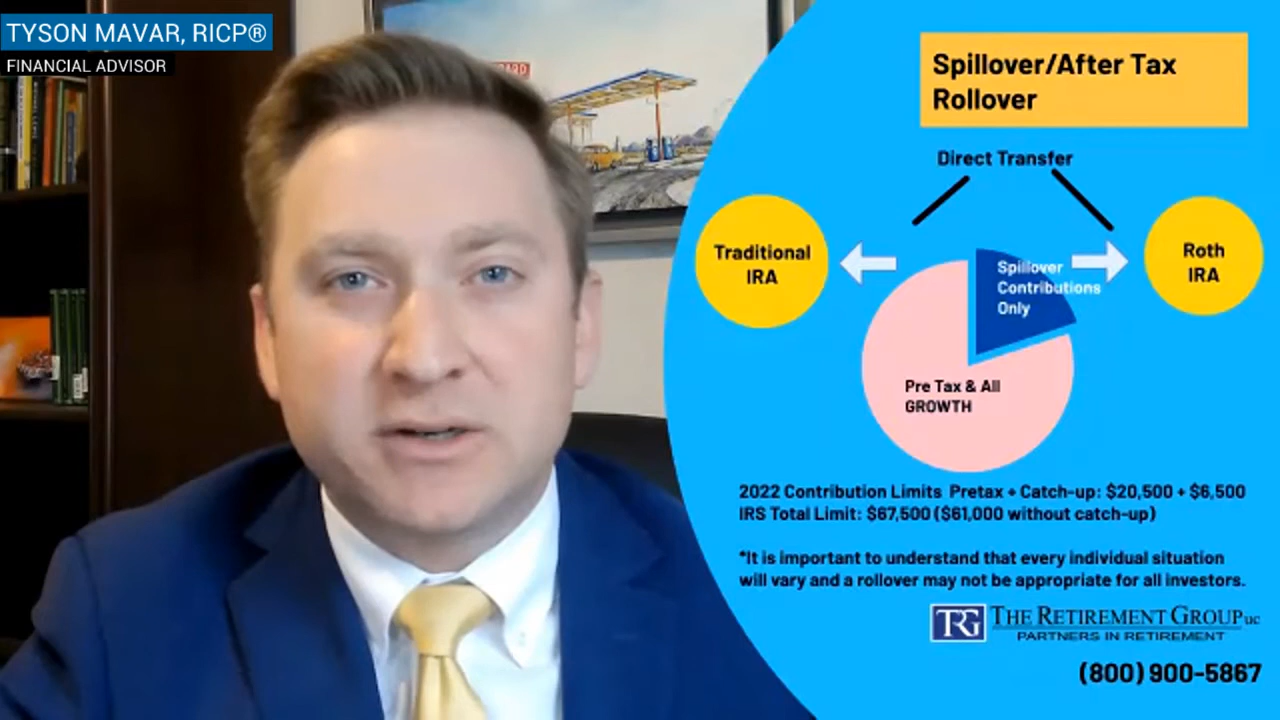 TYSON MAVAR, RICP®
FINANCIAL ADVISOR
Spillover/After Tax
Rollover
Direct Transfer
Traditional
IRA
Spillover
Contributions
Only
Roth
IRA
Pre Tax & All
GROWTH
2022 Contribution Limits Pretax + Catch-up: $20,500 + $6,500
IRS Total Limit: $67,500 ($61,000 without catch-up)
*It is important to understand that every individual situation
will vary and a rollover may not be appropriate for all investors.
TRG THE RETIREMENT GROUP LLC
PARTNERS IN RETIREMENT
(800) 900-5867